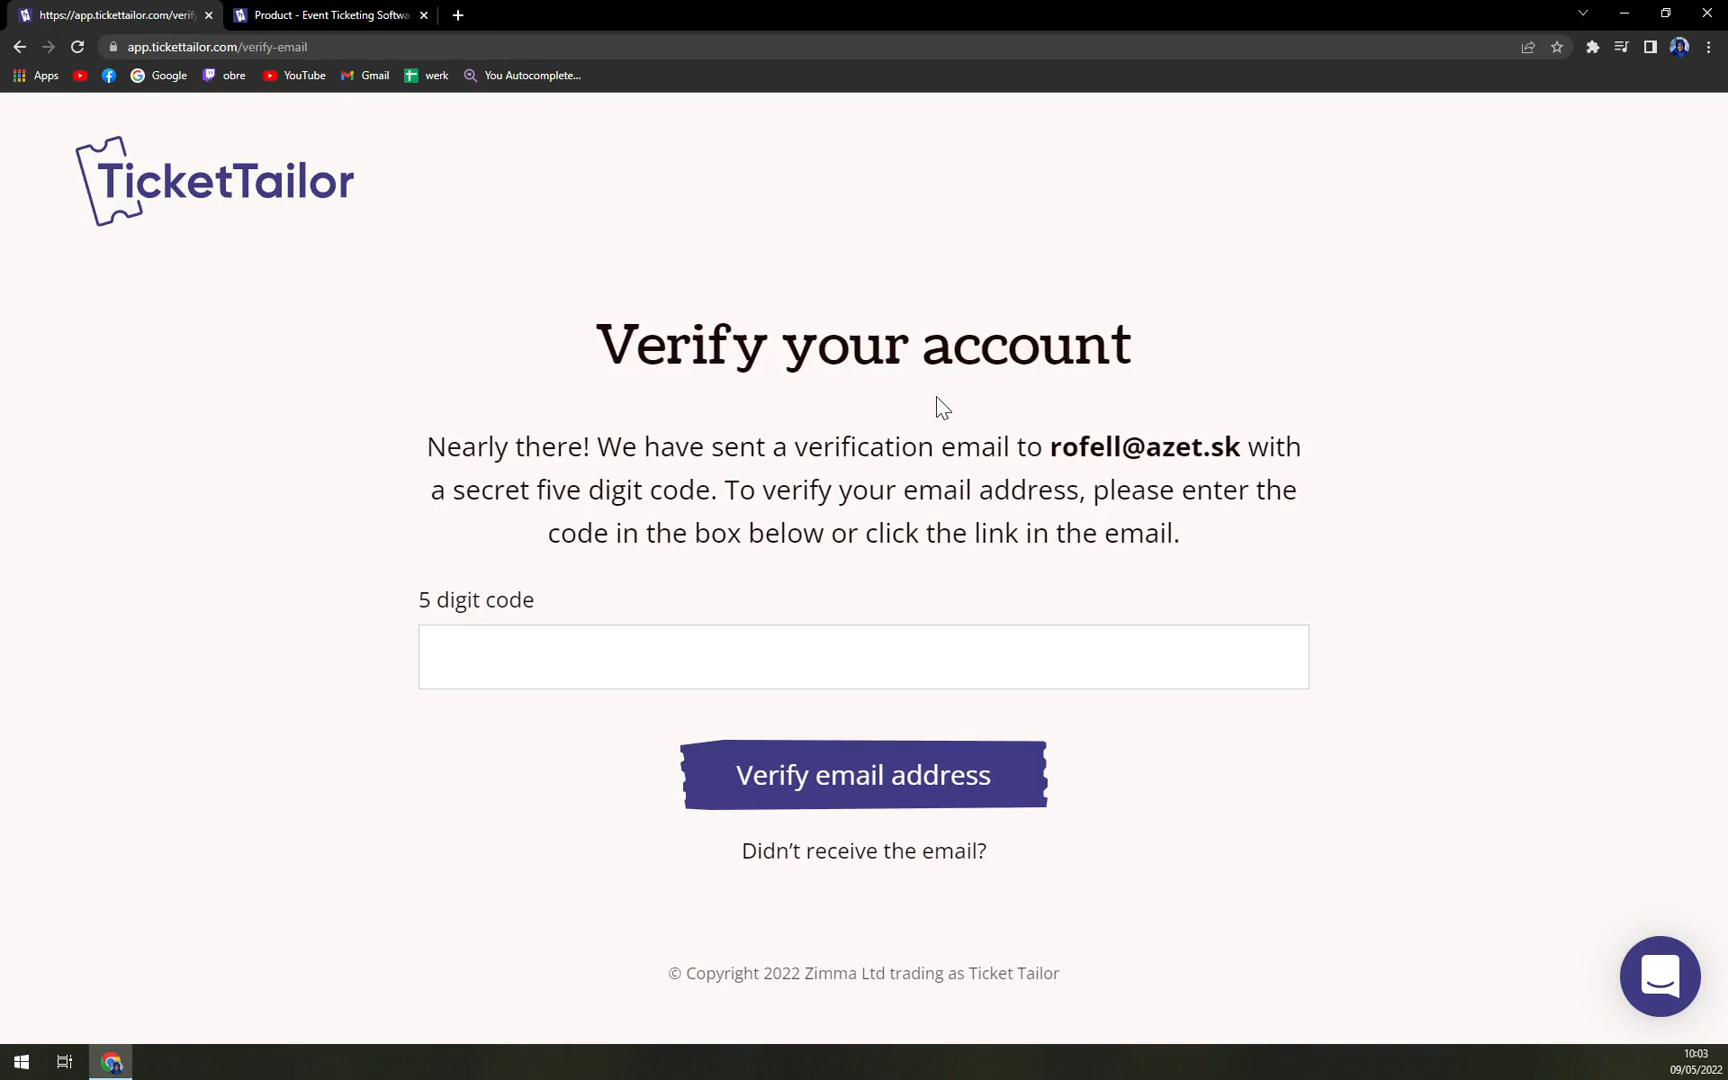 https://app.tickettailor.com/verify
Product - Event Ticketing Softwa
app.tickettailor.com/verify-email
Apps
Google
obre
YouTube
Gmail
werk
You Autocomplete...
TicketTailor
Verify your account
Nearly there! We have sent a verification email to rofell@azet.sk with
a secret five digit code. To verify your email address, please enter the
code in the box below or click the link in the email.
5 digit code
Verify email address
Didn't receive the email?
© Copyright 2022 Zimma Ltd trading as Ticket Tailor
10:03
09/05/2022